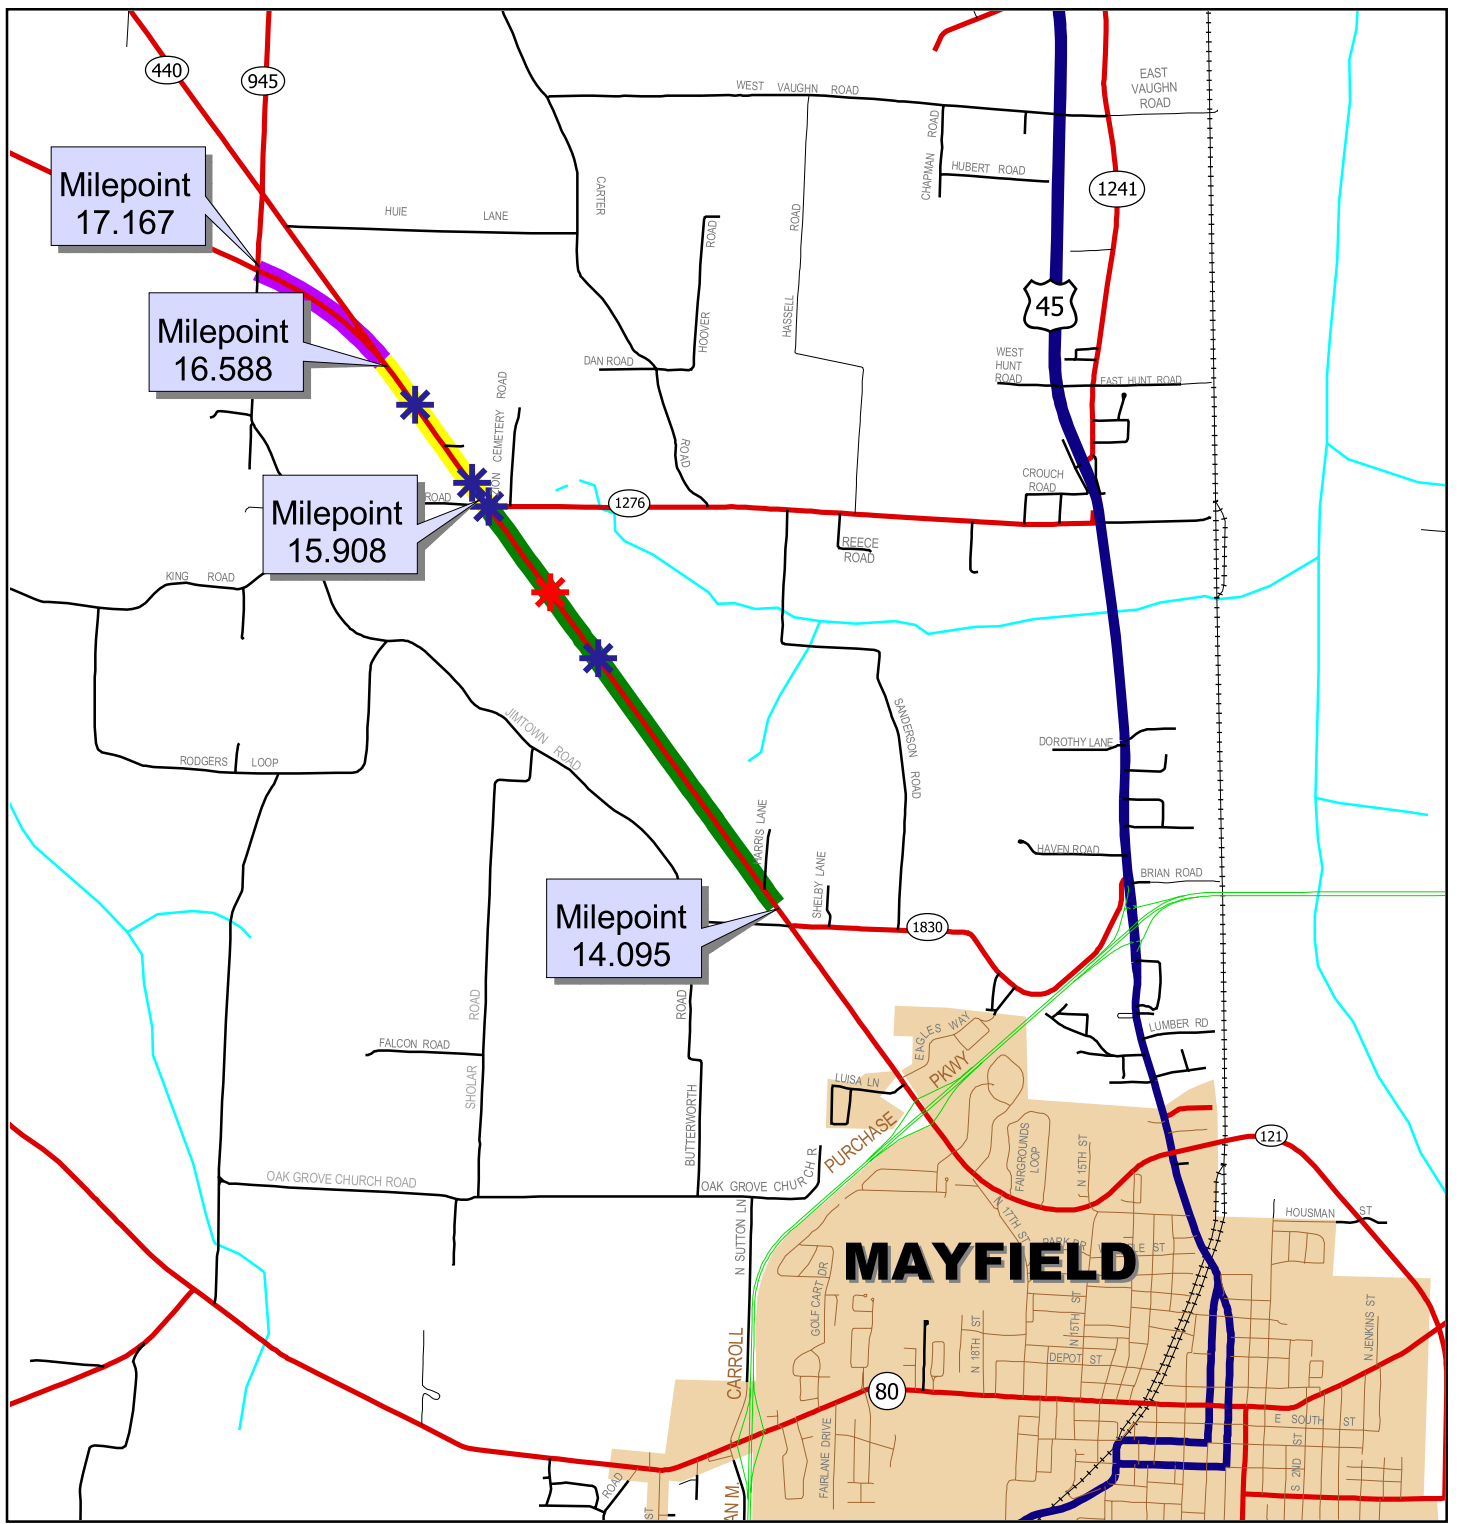 440
945
WEST VAUGHN ROAD
EAST
VAUGHN
ROAD
CHAPMAN ROAD
HUBERT ROAD
1241
Milepoint
17.167
CARTER
HUIE LANE
ROAD
HOOVER
ROAD
HASSELL
45
Milepoint
16.588
DAN ROAD
WEST
HUNT
ROAD
EAST HUNT ROAD
CEMETERY ROAD
ROAD
CROUCH
ROAD
ROAD
1276
Milepoint
15.908
REECE
ROAD
KING ROAD
JIMTOWN ROAD
SANDERSON ROAD
DOROTHY LANE
RODGERS LOOP
HARRIS LANE
SHELBY LANE
HAVEN ROAD
BRIAN ROAD
Milepoint
14.095
1830
ROAD
SHOLAR
ROAD
BUTTERWORTH
FALCON ROAD
EAGLES WAY
LUMBER RD
LUISA LN
PURCHASE PKWY
FAIRGROUNDS
LOOP
N 15TH ST
121
OAK GROVE CHURCH ROAD
OAK GROVE CHURCH R
N SUTTON LN
N 17TH ST
HOUSMAN ST
PARK DR
ST
MAYFIELD
GOLF CART DR
N 18TH ST
N 15TH ST
N JENKINS ST
DEPOT ST
CARROLL
80
E SOUTH ST
FAIRLANE DRIVE
S 2ND ST
ROAD
ST
AN M.